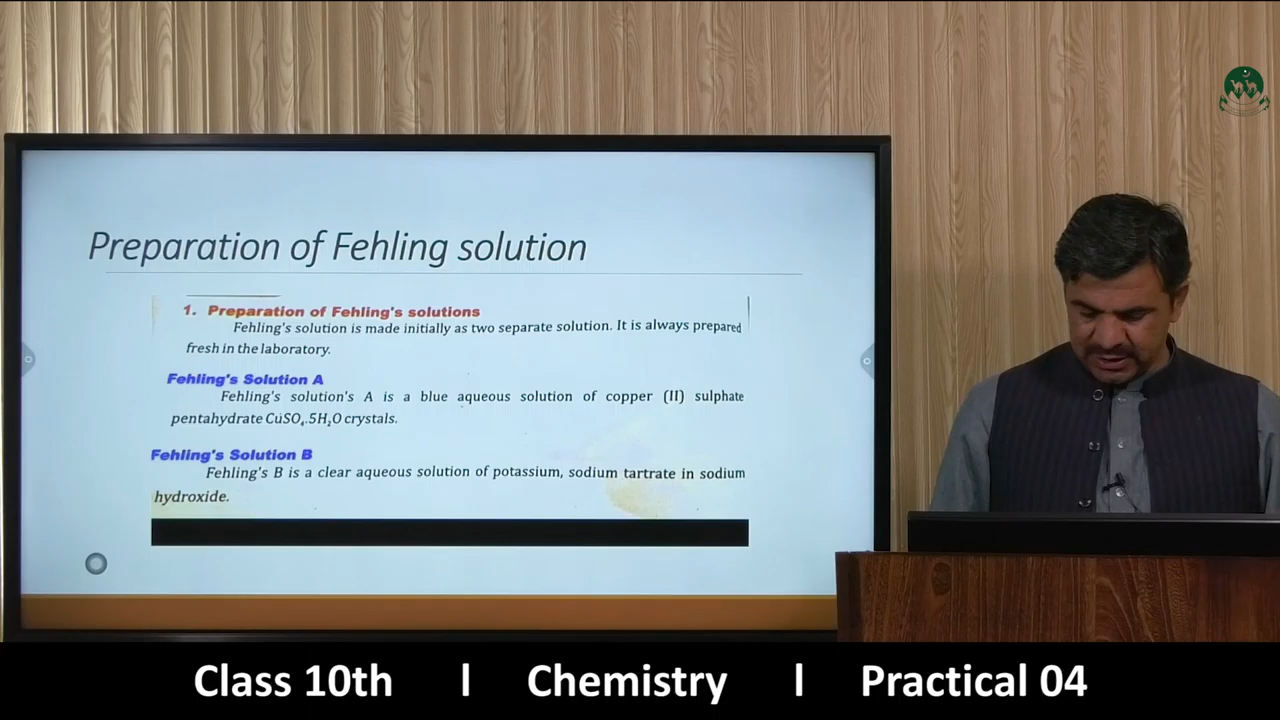 Preparation of Fehling solution
1. Preparation of Fehling's solutions
Fehling's solution is made initially as two separate solution. It is always prepared
fresh in the laboratory.
Fehling's Solution A
Fehling's solution's A is a blue aqueous solution of copper (II) sulphate
pentahydrate CuSO₄.5H₂O crystals.
Fehling's Solution B
Fehling's B is a clear aqueous solution of potassium, sodium tartrate in sodium
hydroxide.
Class 10th l Chemistry l Practical 04